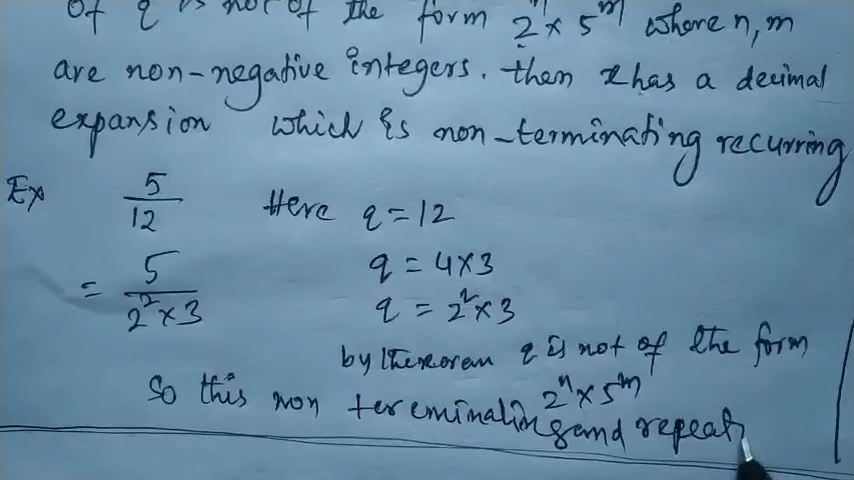 of q is not of the form 2ⁿ × 5ᵐ where n, m
are non-negative integers. then x has a decimal
expansion which is non-terminating recurring
Ex 5/12 Here q = 12
= 5/2²×3 q = 4×3
q = 2²×3
by theoream q is not of the form
2ⁿ × 5ᵐ
So this non tereminaling and repeat